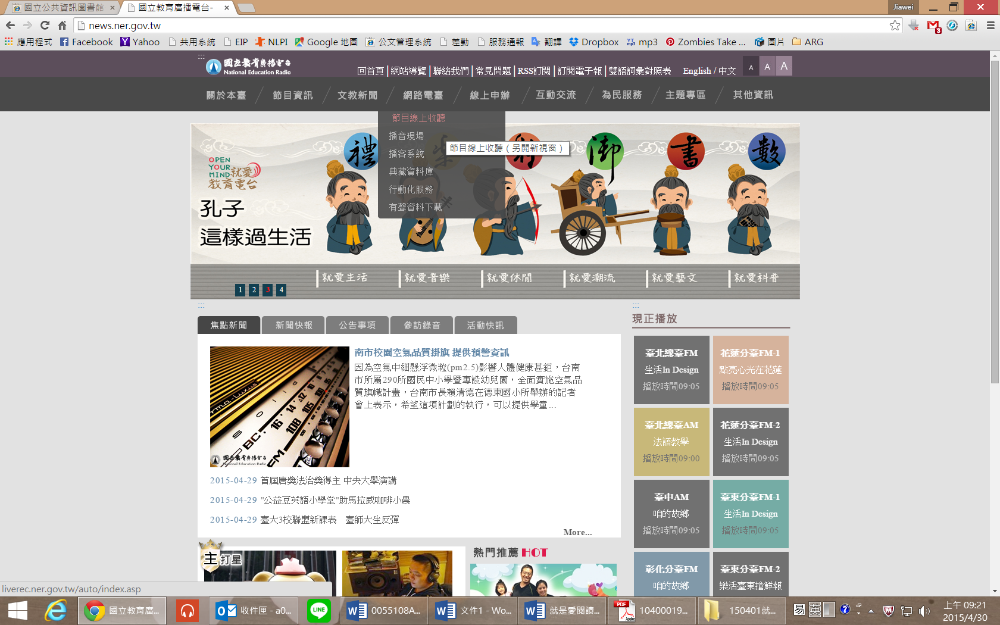 國立公共資訊圖書館
國立教育廣播電台-
Jiawei
news.ner.gov.tw
應用程式 Facebook Yahoo 共用系統 EIP NLPI Google 地圖 公文管理系統 差勤 服務通報 翻譯 Dropbox mp3 Zombies Take ... 圖片 ARG
國立教育廣播電台
National Education Radio
回首頁 | 網站導覽 | 聯絡我們 | 常見問題 | RSS訂閱 | 訂閱電子報 | 雙語詞彙對照表 English / 中文 A A A
關於本臺 / 節目資訊 / 文教新聞 / 網路電臺 / 線上申辦 / 互動交流 / 為民服務 / 主題專區 / 其他資訊
節目線上收聽
播音現場
節目線上收聽（另開新視窗）
播客系統
典藏資料庫
行動化服務
有聲資料下載
禮 射 御 書 數
OPEN
YOUR
MIND就愛
教育電台
孔子
這樣過生活
就愛生活 就愛音樂 就愛休閒 就愛潮流 就愛藝文 就愛科普
1 2 3 4
焦點新聞 新聞快報 公告事項 參訪錄音 活動快訊
南市校園空氣品質掛旗 提供預警資訊
因為空氣中細懸浮微粒(pm2.5)影響人體健康甚鉅，台南
市所屬290所國民中小學暨專設幼兒園，全面實施空氣品
質旗幟計畫，台南市長賴清德在德東國小所舉辦的記者
會上表示，希望這項計劃的執行，可以提供學童...
國立教育廣播電台
National Education Radio
2015-04-29 首屆唐獎法治獎得主 中央大學演講
2015-04-29 "公益豆英語小學堂"助馬拉威咖啡小農
2015-04-29 臺大3校聯盟新課表 臺師大生反彈
More...
主打星
熱門推薦 HOT
現正播放
臺北總臺FM
生活In Design
播放時間09:05
花蓮分臺FM-1
點亮心光在花蓮
播放時間09:05
臺北總臺AM
法語教學
播放時間09:00
花蓮分臺FM-2
生活In Design
播放時間09:05
臺中AM
咱的故鄉
播放時間09:05
臺東分臺FM-1
生活In Design
播放時間09:05
彰化分臺FM
咱的故鄉
臺東分臺FM-2
樂活臺東搶鮮報
liverec.ner.gov.tw/auto/index.asp
國立教育廣... 收件匣 - a0... LINE 0055108A... 文件1 - Wo... 就是愛閱讀... 10400019... 150401就...
易 英
上午 09:21
2015/4/30